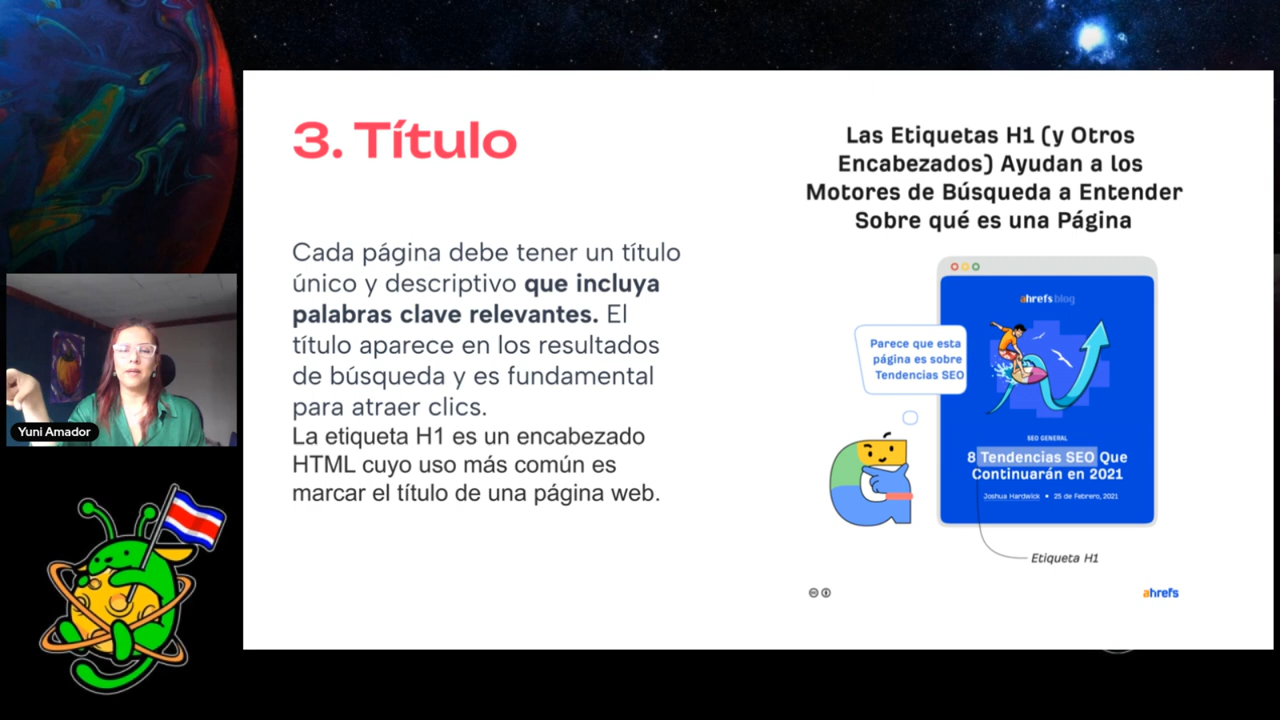 3. Título
Cada página debe tener un título
único y descriptivo que incluya
palabras clave relevantes. El
título aparece en los resultados
de búsqueda y es fundamental
para atraer clics.
La etiqueta H1 es un encabezado
HTML cuyo uso más común es
marcar el título de una página web.
Las Etiquetas H1 (y Otros
Encabezados) Ayudan a los
Motores de Búsqueda a Entender
Sobre qué es una Página
ahrefs blog
Parece que esta
página es sobre
Tendencias SEO
SEO GENERAL
8 Tendencias SEO Que
Continuarán en 2021
Joshua Hardwick • 25 de Febrero, 2021
Etiqueta H1
ahrefs
Yuni Amador